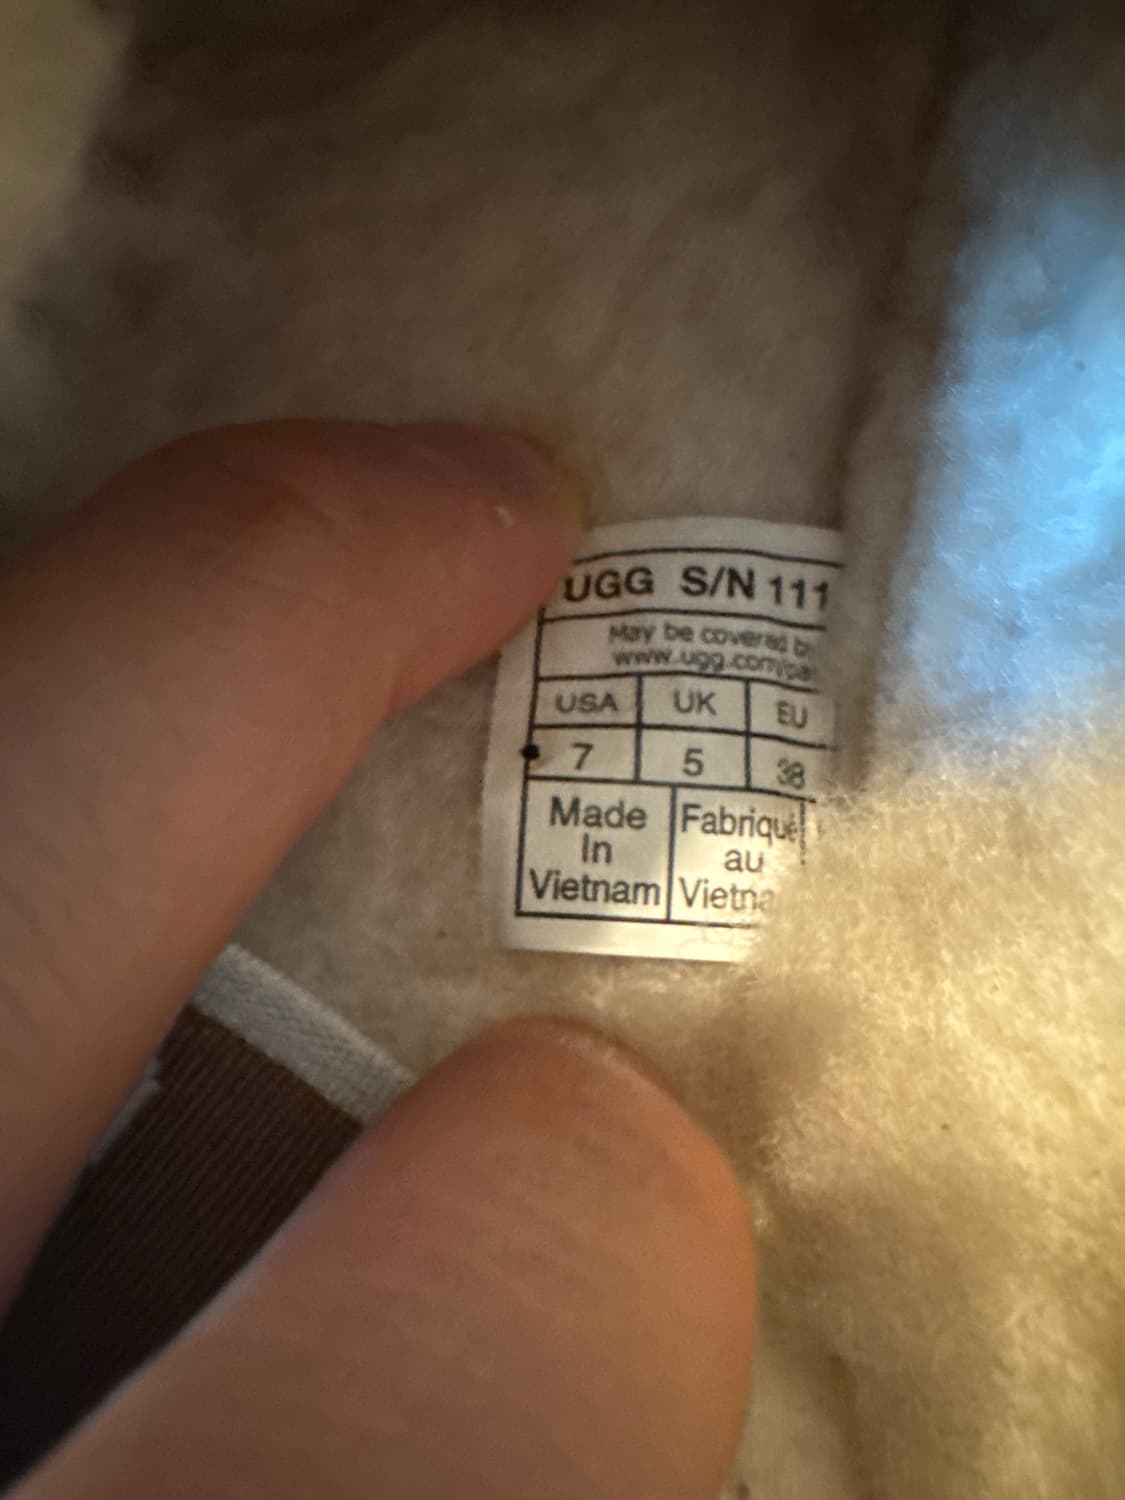 UGG S/N 111
May be covered
www.ugg.com/pa
USA UK EU
7 5 38
Made Fabriqué
In au
Vietnam Vietna